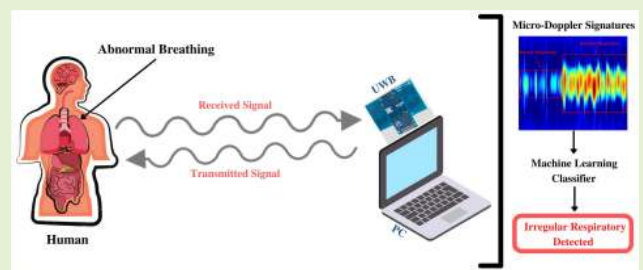 Abnormal Breathing
Received Signal
Transmitted Signal
Human
UWB
PC
Micro-Doppler Signatures
Machine Learning
Classifier
Irregular Respiratory
Detected